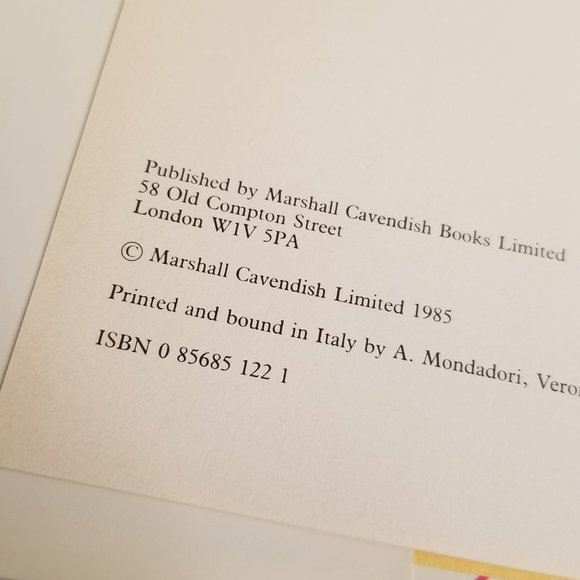 Published by Marshall Cavendish Books Limited
58 Old Compton Street
London W1V 5PA
© Marshall Cavendish Limited 1985
Printed and bound in Italy by A. Mondadori,
ISBN 0 85685 122 1